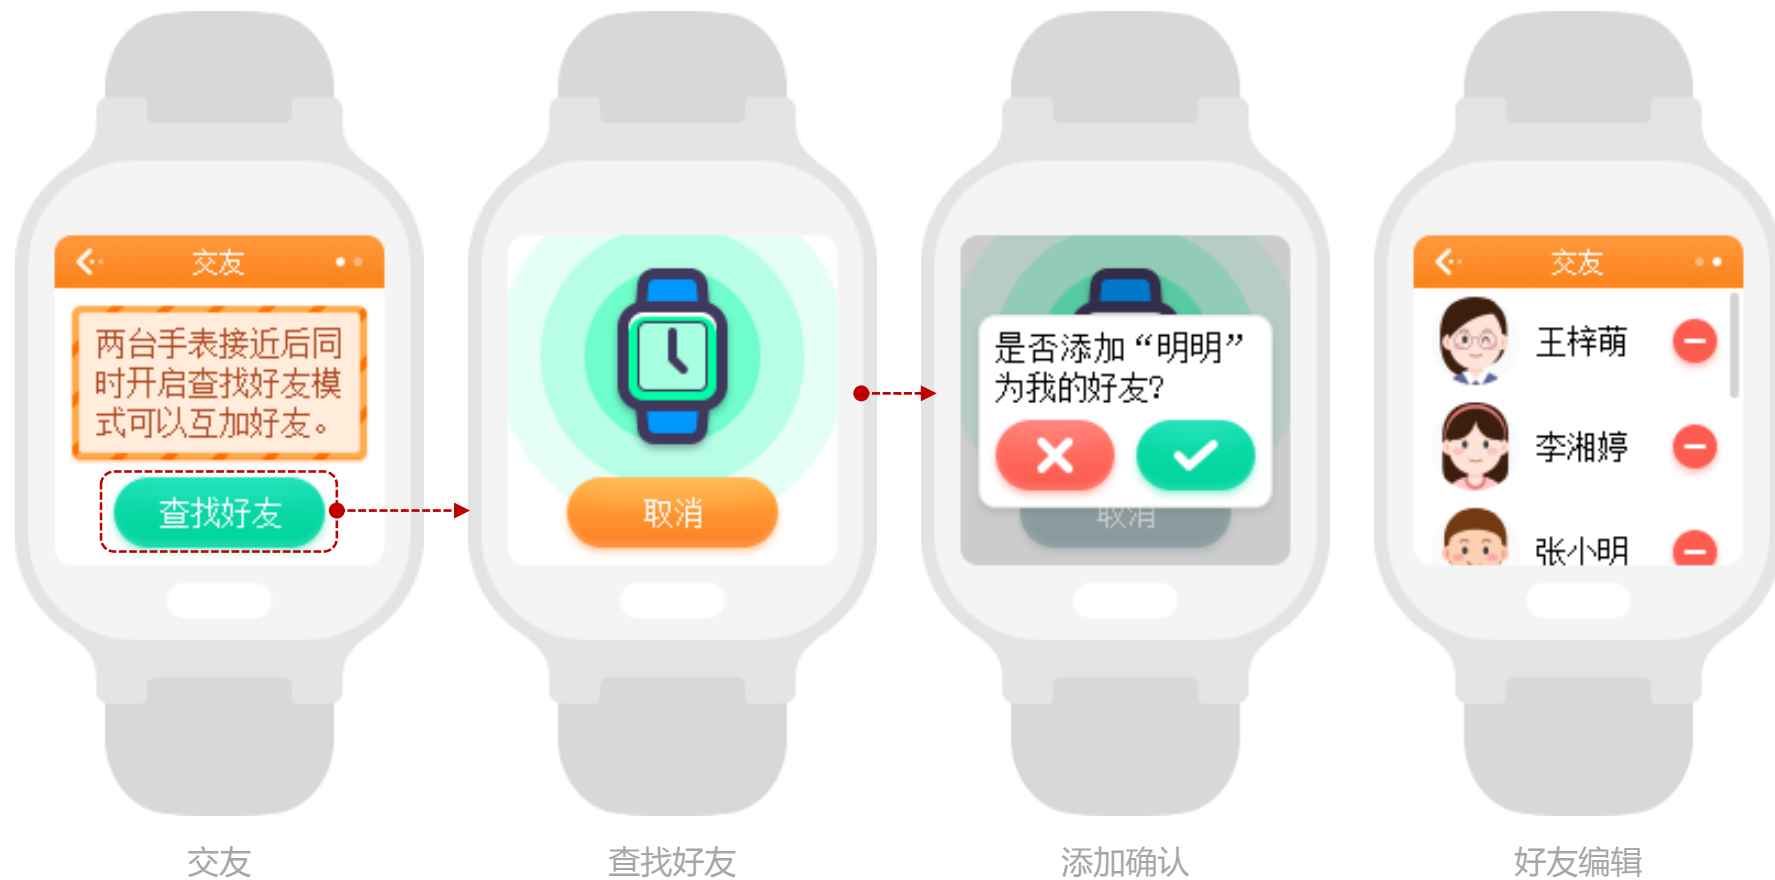 交友
两台手表接近后同
时开启查找好友模
式可以互加好友。
查找好友
取消
是否添加“明明”
为我的好友?
取消
交友
王梓萌
李湘婷
张小明
交友
查找好友
添加确认
好友编辑